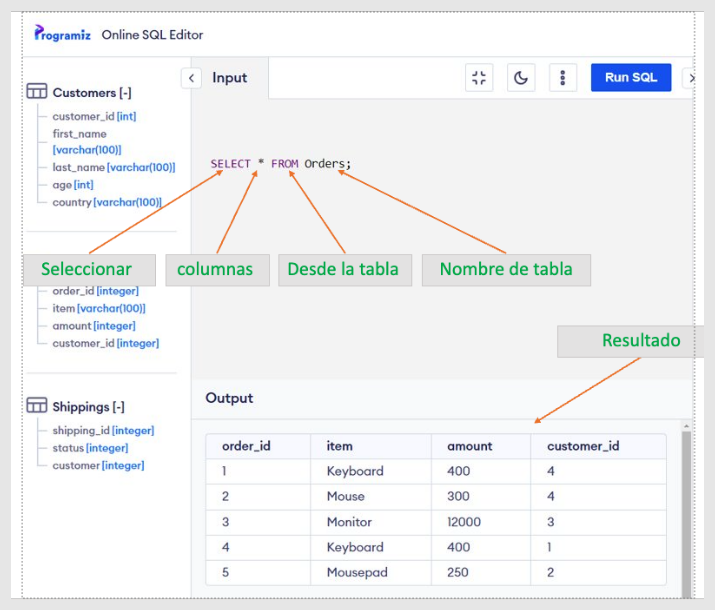 Programiz Online SQL Editor
Input
Run SQL
Customers [-]
customer_id [int]
first_name
[varchar(100)]
last_name [varchar(100)]
age [int]
country [varchar(100)]
SELECT * FROM Orders;
Seleccionar
columnas
Desde la tabla
Nombre de tabla
order_id [integer]
item [varchar(100)]
amount [integer]
customer_id [integer]
Resultado
Shippings [-]
shipping_id [integer]
status [integer]
customer [integer]
Output
order_id item amount customer_id
1 Keyboard 400 4
2 Mouse 300 4
3 Monitor 12000 3
4 Keyboard 400 1
5 Mousepad 250 2